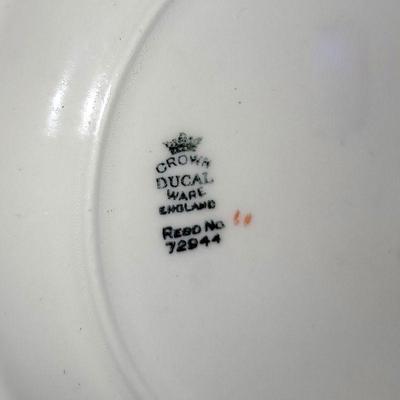 CROWN
DUCAL
WARE
ENGLAND
REGD NO
72944